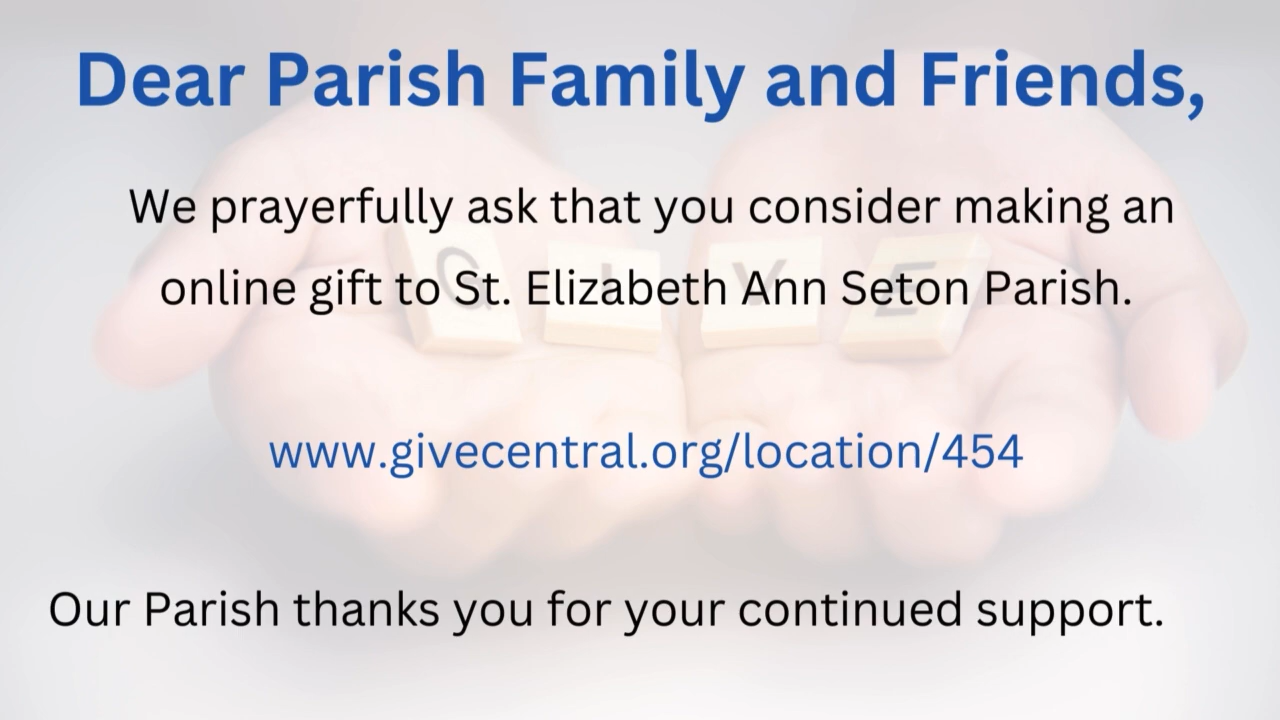 Dear Parish Family and Friends,
We prayerfully ask that you consider making an
online gift to St. Elizabeth Ann Seton Parish.
G I V E
www.givecentral.org/location/454
Our Parish thanks you for your continued support.